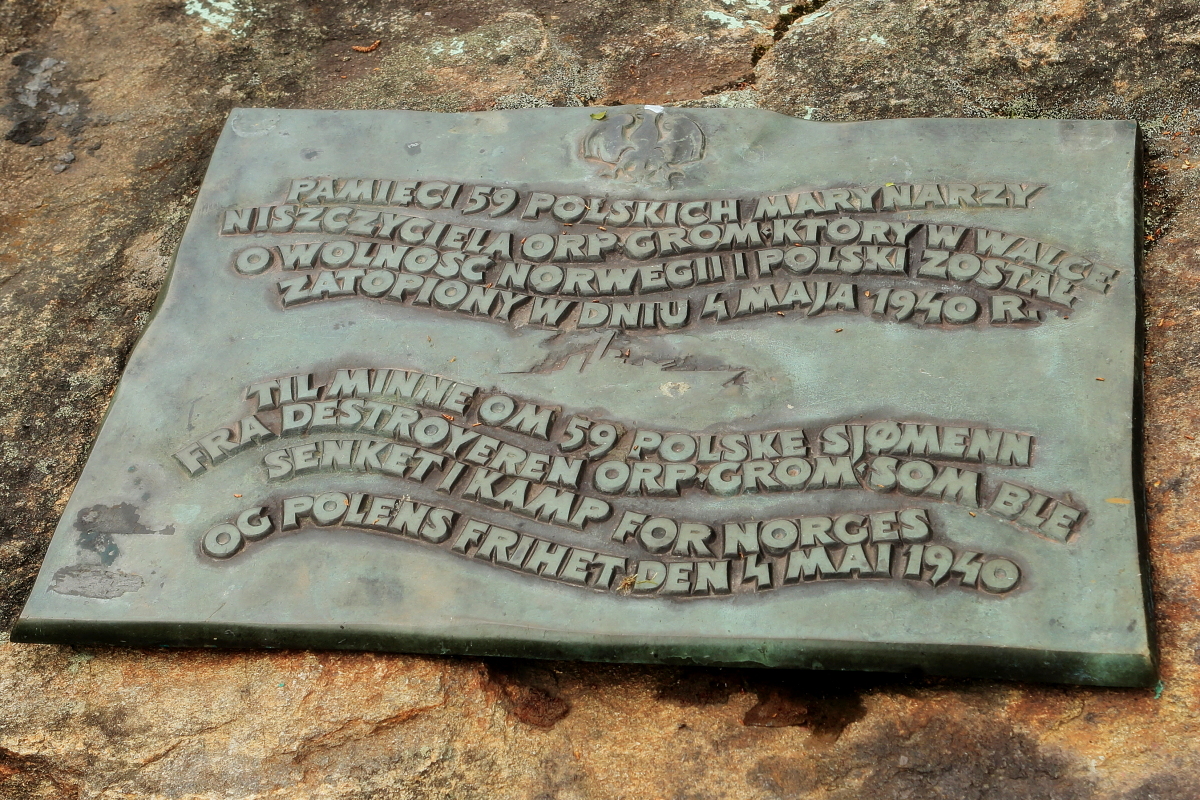 PAMIĘCI 59 POLSKICH MARYNARZY
NISZCZYCIELA ORP "GROM" KTÓRY W WALCE
O WOLNOŚĆ NORWEGII I POLSKI ZOSTAŁ
ZATOPIONY W DNIU 4 MAJA 1940 R.
TIL MINNE OM 59 POLSKE SJØMENN
FRA DESTROYEREN ORP "GROM" SOM BLE
SENKET I KAMP FOR NORGES
OG POLENS FRIHET DEN 4 MAI 1940